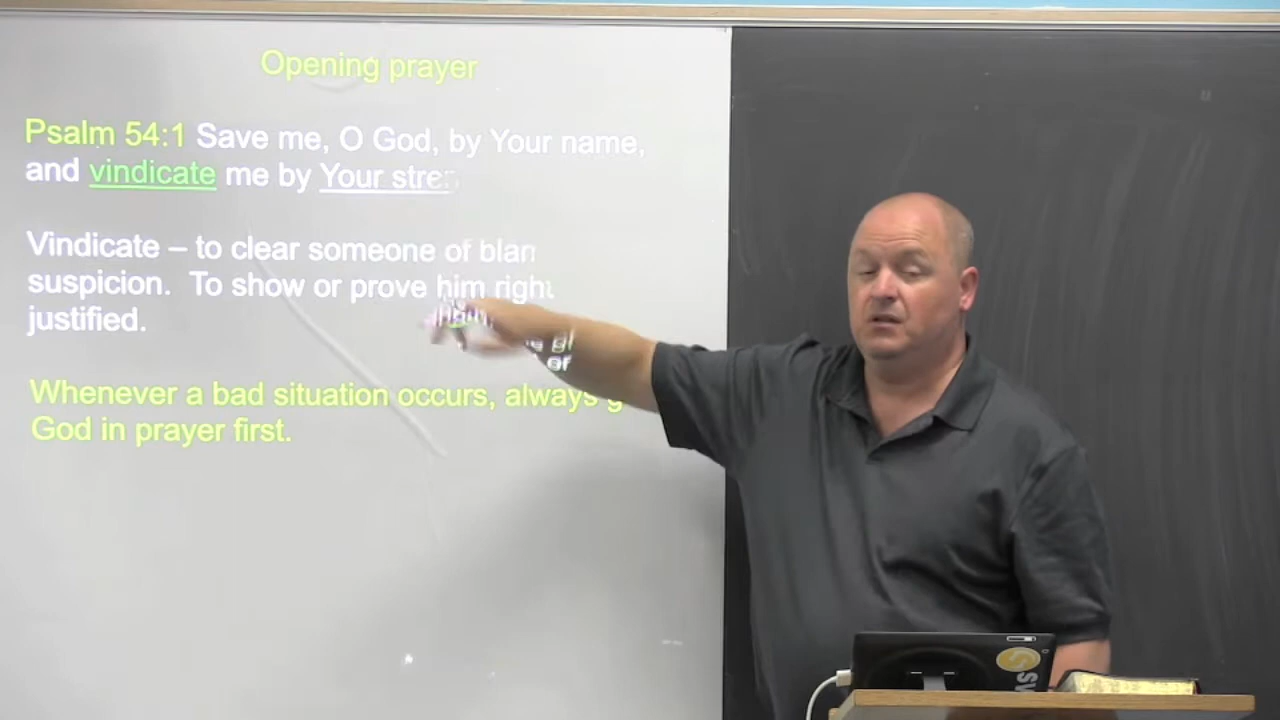 Opening prayer
Psalm 54:1 Save me, O God, by Your name,
and vindicate me by Your
Vindicate – to clear someone of
suspicion. To show or prove him
justified.
Whenever a bad situation occurs, always
God in prayer first.